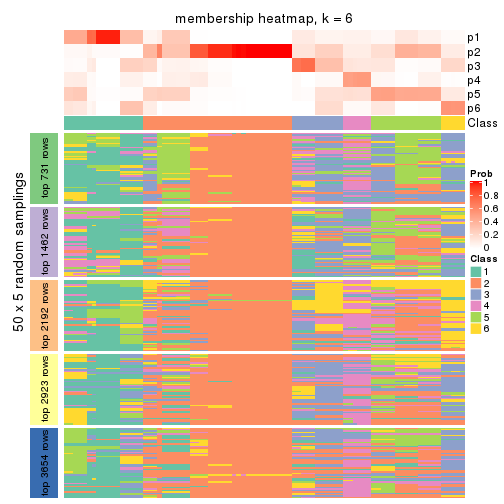 membership heatmap, k = 6
p1
p2
p3
p4
p5
p6
Class
50 x 5 random samplings
top 731 rows
top 1462 rows
top 2192 rows
top 2923 rows
top 3654 rows
Prob
1
0.8
0.6
0.4
0.2
0
Class
1
2
3
4
5
6